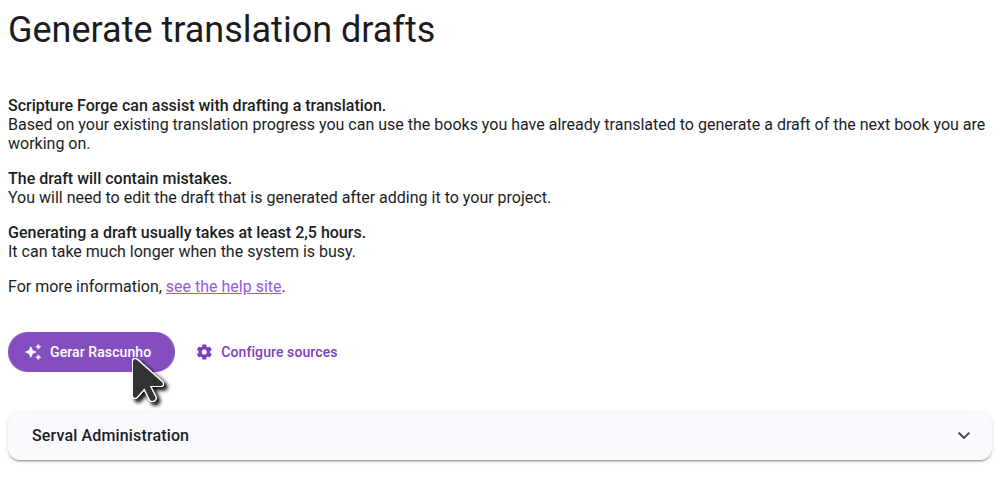 Generate translation drafts
Scripture Forge can assist with drafting a translation.
Based on your existing translation progress you can use the books you have already translated to generate a draft of the next book you are
working on.
The draft will contain mistakes.
You will need to edit the draft that is generated after adding it to your project.
Generating a draft usually takes at least 2,5 hours.
It can take much longer when the system is busy.
For more information, see the help site.
Gerar Rascunho
Configure sources
Serval Administration